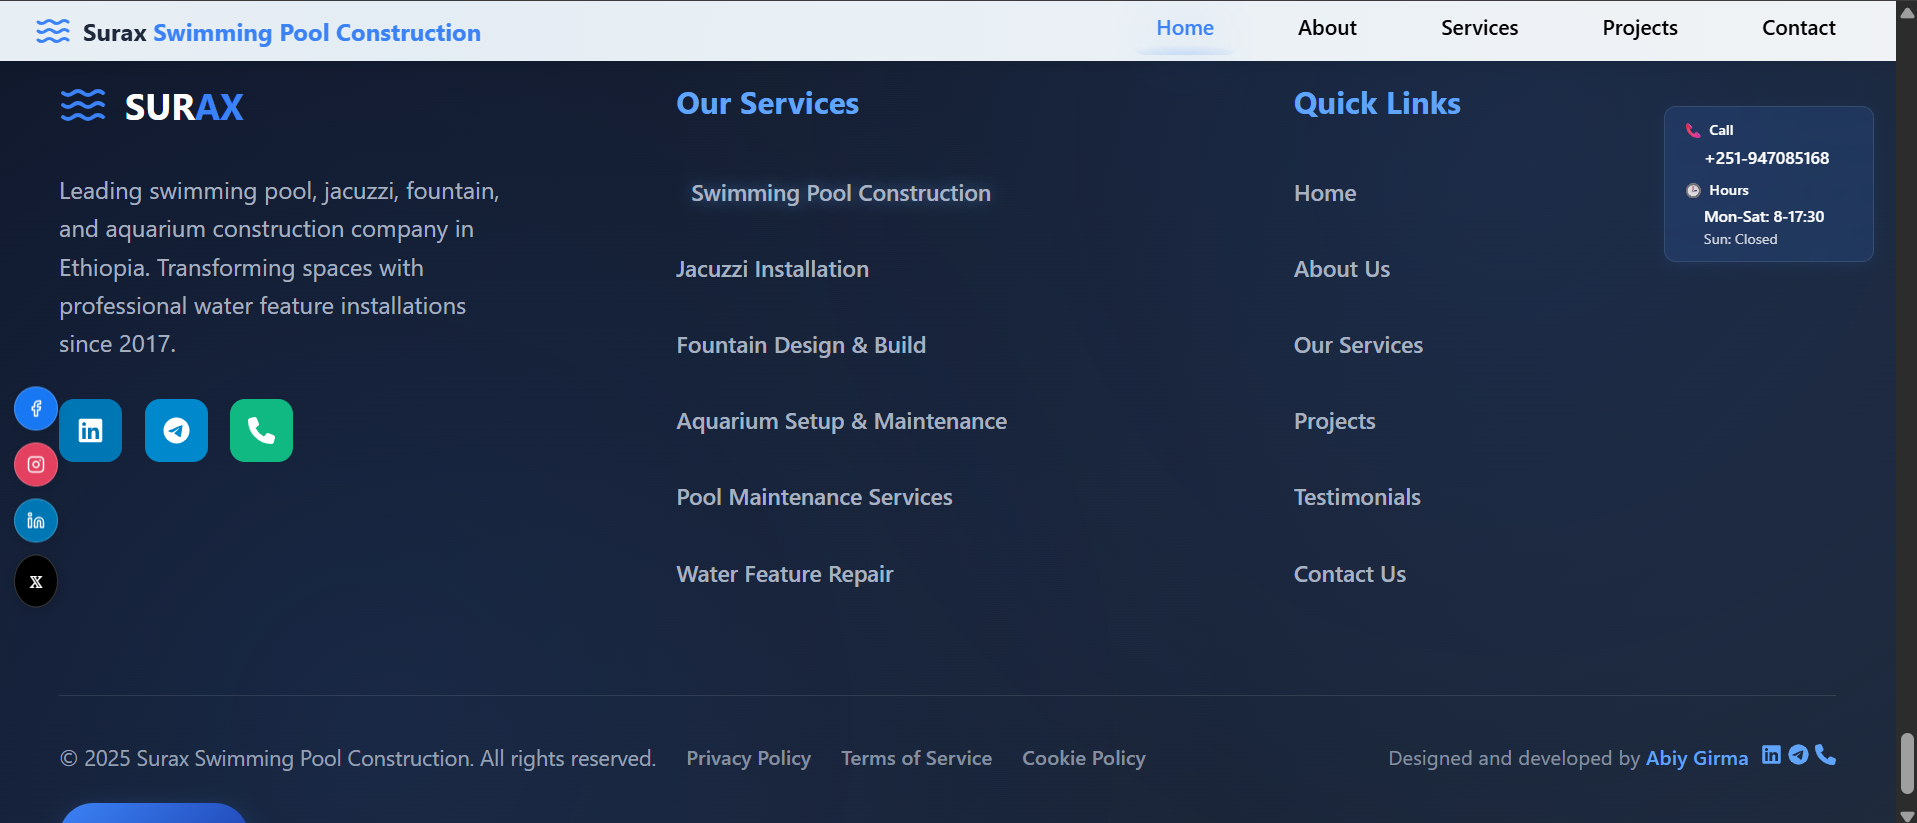 Surax Swimming Pool Construction
Home
About
Services
Projects
Contact
SURAX
Leading swimming pool, jacuzzi, fountain,
and aquarium construction company in
Ethiopia. Transforming spaces with
professional water feature installations
since 2017.
Our Services
Swimming Pool Construction
Jacuzzi Installation
Fountain Design & Build
Aquarium Setup & Maintenance
Pool Maintenance Services
Water Feature Repair
Quick Links
Home
About Us
Our Services
Projects
Testimonials
Contact Us
Call
+251-947085168
Hours
Mon-Sat: 8-17:30
Sun: Closed
© 2025 Surax Swimming Pool Construction. All rights reserved.
Privacy Policy
Terms of Service
Cookie Policy
Designed and developed by Abiy Girma